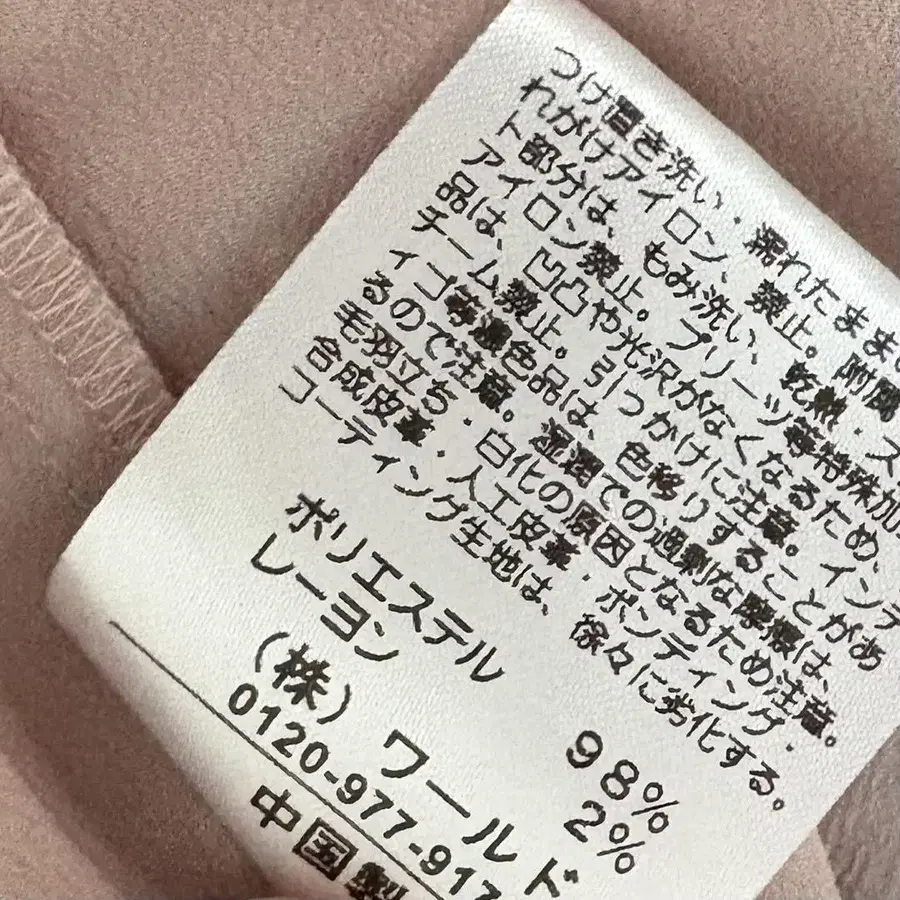 つけ置き洗い・濡れたまま
れがけアイロン、禁止。附属
ト部分は、もみ洗い、乾熱・ス
アイロン禁止。プリーツ等特殊加
品は、凹凸や光沢がなくなるため、
チーム禁止。引っかけに注意。インデ
ィゴ等濃色品は、色移りすることがあ
るので注意。湿潤での過剰な摩擦は、
毛羽立ち・白化の原因となるため注意。
合成皮革・人工皮革・ボンディング・
コーティング生地は、徐々に劣化する。
ポリエステル 98%
レーヨン 2%
(株)ワールド
0120-977-917
中国製